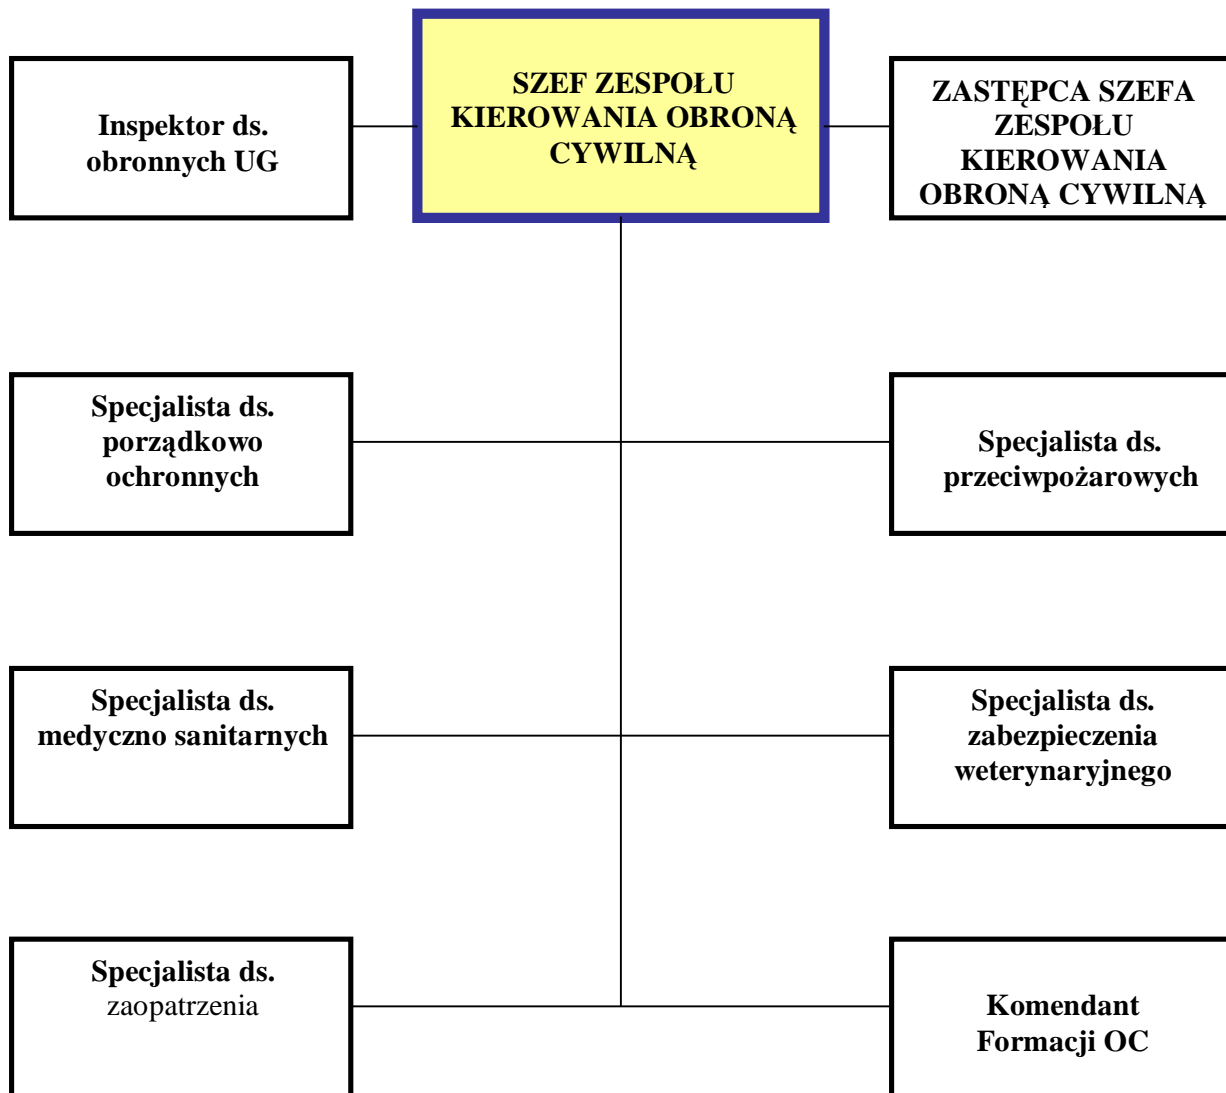 Inspektor ds.
obronnych UG
SZEF ZESPOŁU
KIEROWANIA OBRONĄ
CYWILNĄ
ZASTĘPCA SZEFA
ZESPOŁU
KIEROWANIA
OBRONĄ CYWILNĄ
Specjalista ds.
porządkowo
ochronnych
Specjalista ds.
przeciwpożarowych
Specjalista ds.
medyczno sanitarnych
Specjalista ds.
zabezpieczenia
weterynaryjnego
Specjalista ds.
zaopatrzenia
Komendant
Formacji OC